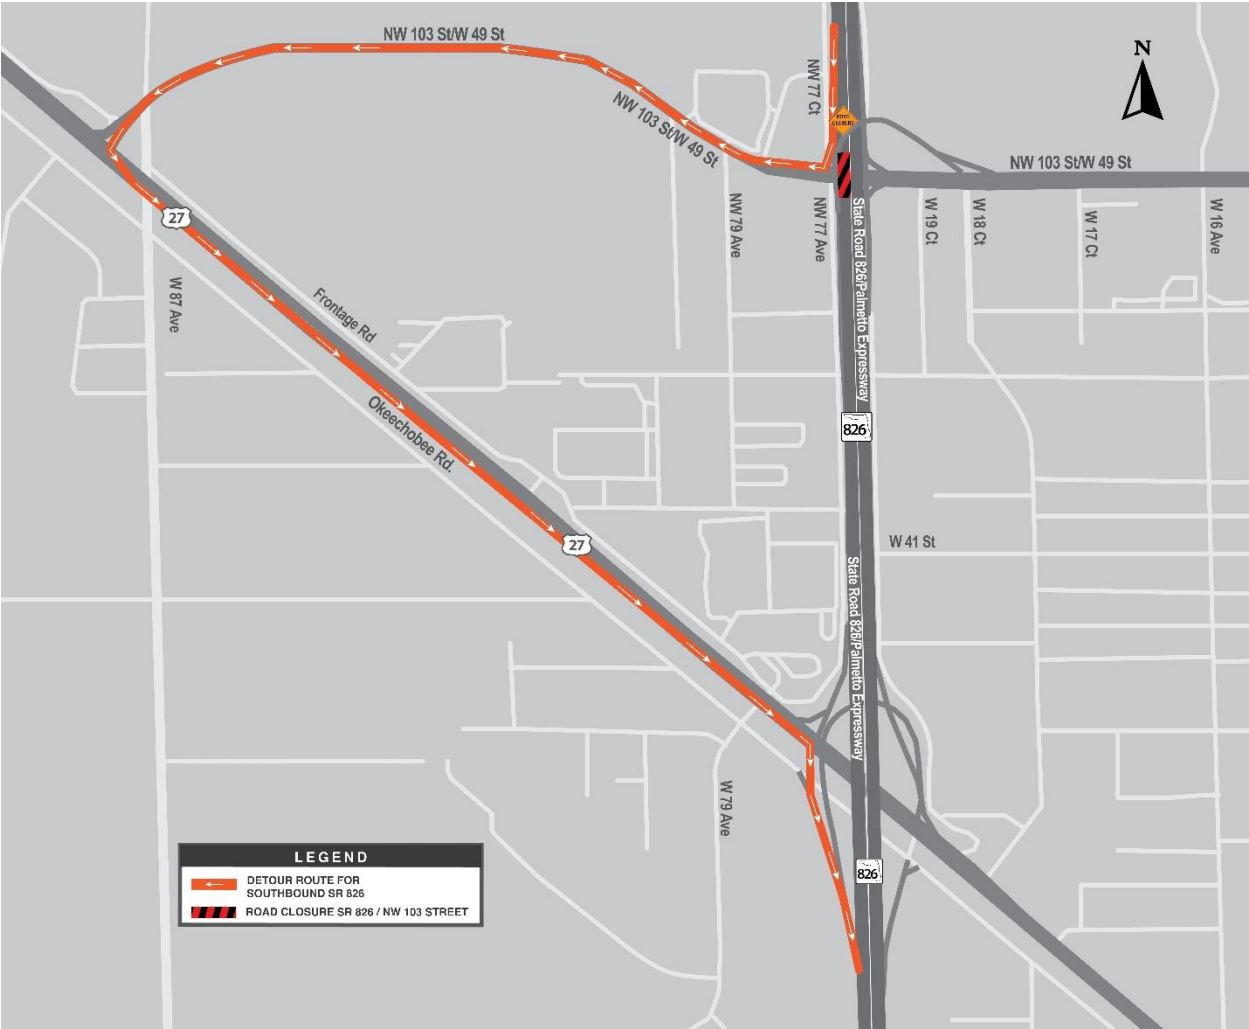 NW 103 St/W 49 St
N
NW 77 Ct
ROAD
CLOSURE
NW 103 St/W 49 St
NW 103 St/W 49 St
NW 79 Ave
NW 77 Ave
State Road 826/Palmetto Expressway
W 19 Ct
W 18 Ct
W 17 Ct
W 16 Ave
27
W 87 Ave
Frontage Rd
Okeechobee Rd.
826
27
W 41 St
State Road 826/Palmetto Expressway
W 79 Ave
826
LEGEND
DETOUR ROUTE FOR
SOUTHBOUND SR 826
ROAD CLOSURE SR 826 / NW 103 STREET